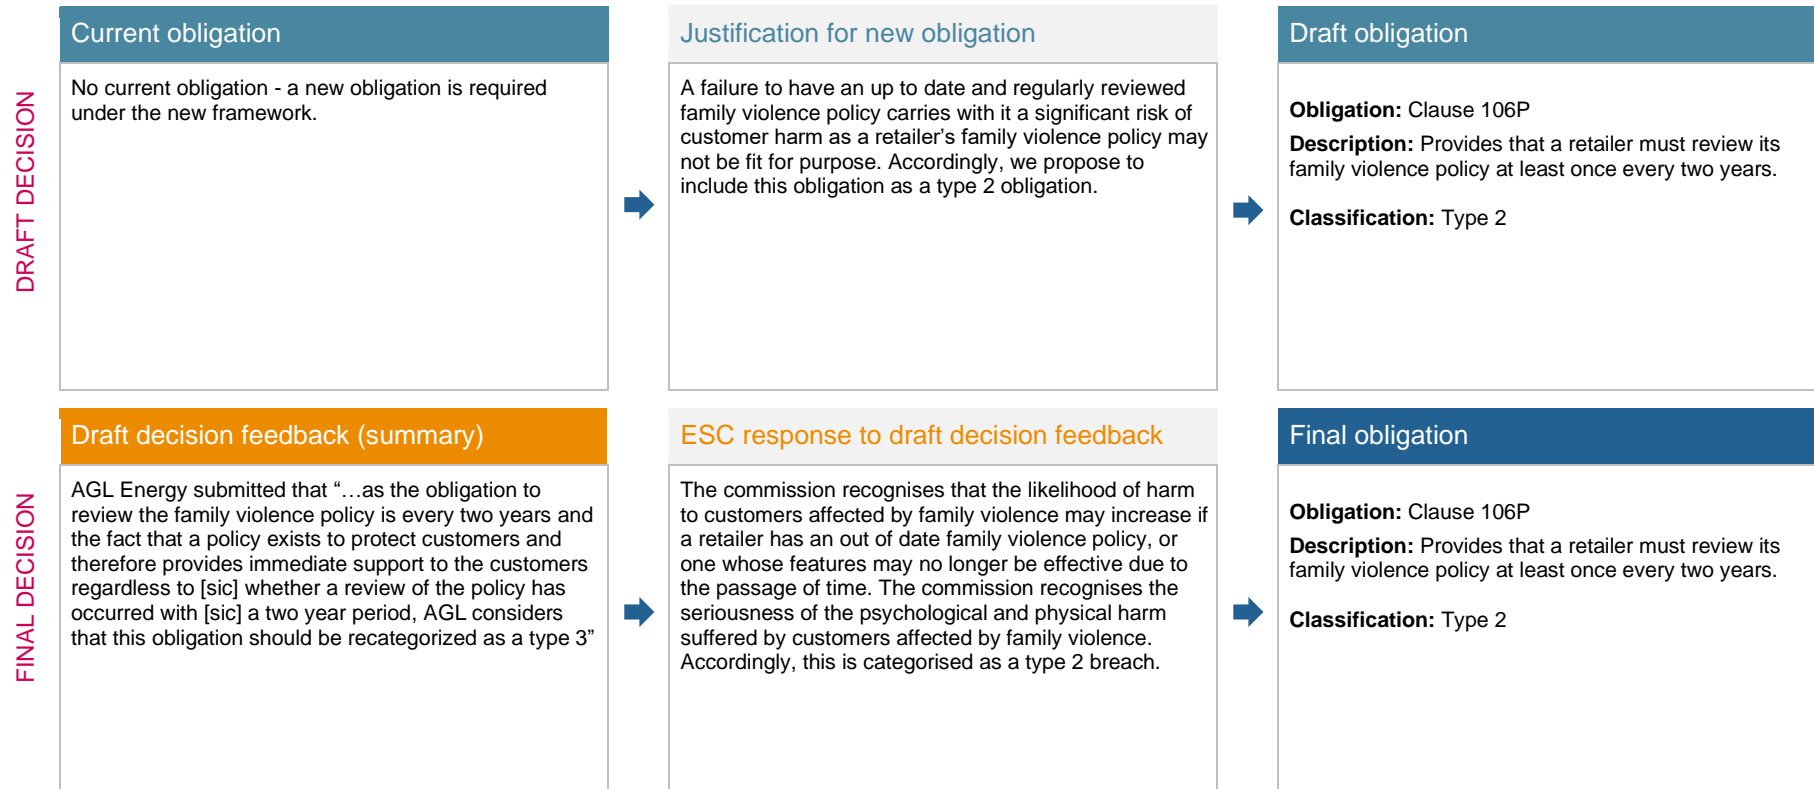 DRAFT DECISION
Current obligation
No current obligation - a new obligation is required
under the new framework.
Justification for new obligation
A failure to have an up to date and regularly reviewed
family violence policy carries with it a significant risk of
customer harm as a retailer's family violence policy may
not be fit for purpose. Accordingly, we propose to
include this obligation as a type 2 obligation.
Draft obligation
Obligation: Clause 106P
Description: Provides that a retailer must review its
family violence policy at least once every two years.
Classification: Type 2
FINAL DECISION
Draft decision feedback (summary)
AGL Energy submitted that “…as the obligation to
review the family violence policy is every two years and
the fact that a policy exists to protect customers and
therefore provides immediate support to the customers
regardless to [sic] whether a review of the policy has
occurred with [sic] a two year period, AGL considers
that this obligation should be recategorized as a type 3”
ESC response to draft decision feedback
The commission recognises that the likelihood of harm
to customers affected by family violence may increase if
a retailer has an out of date family violence policy, or
one whose features may no longer be effective due to
the passage of time. The commission recognises the
seriousness of the psychological and physical harm
suffered by customers affected by family violence.
Accordingly, this is categorised as a type 2 breach.
Final obligation
Obligation: Clause 106P
Description: Provides that a retailer must review its
family violence policy at least once every two years.
Classification: Type 2